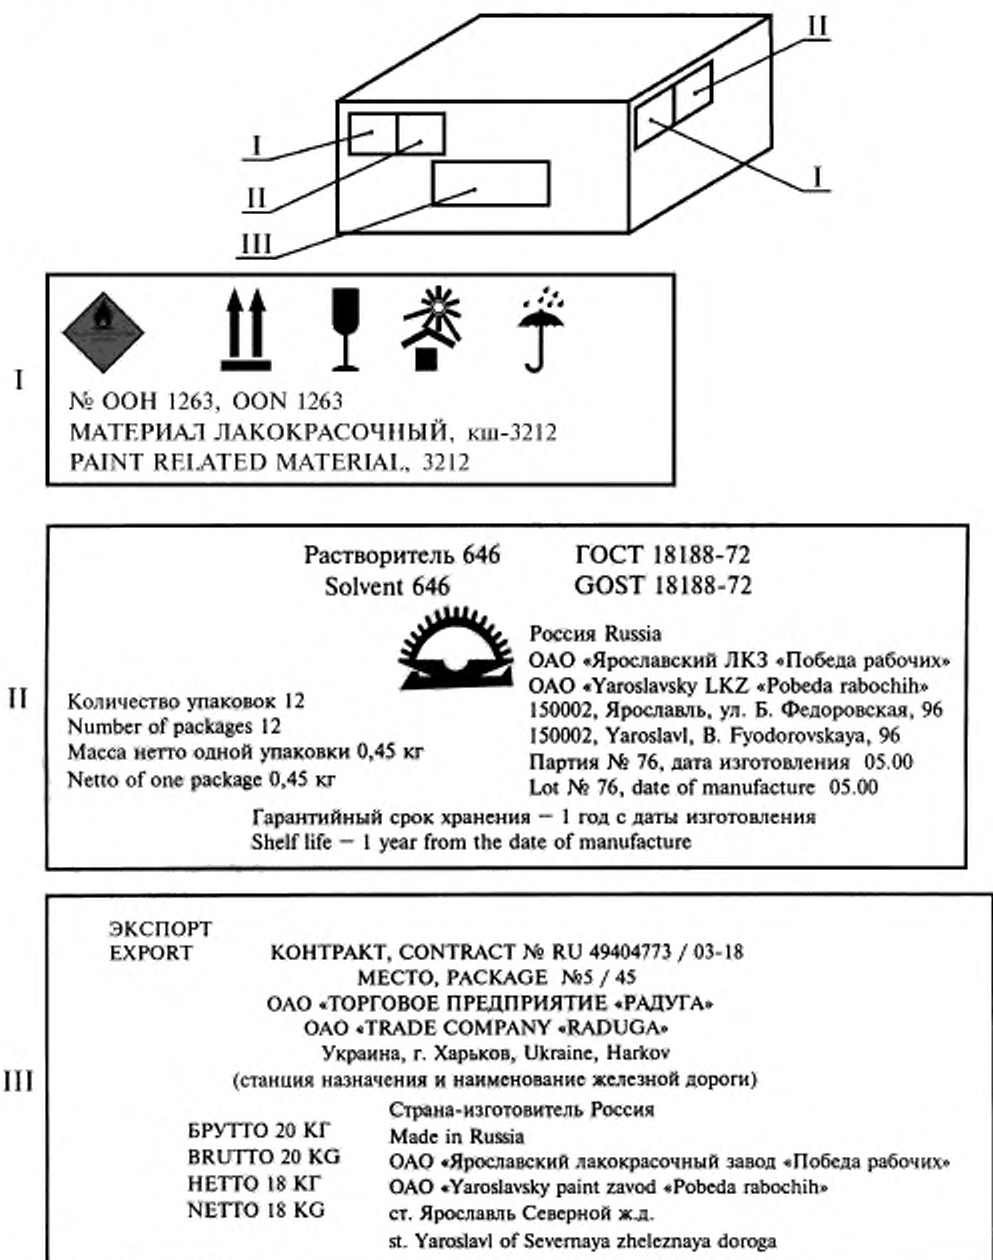 II
I
II
I
III
I
№ ООН 1263, OON 1263
МАТЕРИАЛ ЛАКОКРАСОЧНЫЙ, кш-3212
PAINT RELATED MATERIAL, 3212
II
Растворитель 646 ГОСТ 18188-72
Solvent 646 GOST 18188-72
Россия Russia
ОАО «Ярославский ЛКЗ «Победа рабочих»
ОАО «Yaroslavsky LKZ «Pobeda rabochih»
150002, Ярославль, ул. Б. Федоровская, 96
150002, Yaroslavl, B. Fyodorovskaya, 96
Партия № 76, дата изготовления 05.00
Lot № 76, date of manufacture 05.00
Количество упаковок 12
Number of packages 12
Масса нетто одной упаковки 0,45 кг
Netto of one package 0,45 кг
Гарантийный срок хранения — 1 год с даты изготовления
Shelf life — 1 year from the date of manufacture
III
ЭКСПОРТ
EXPORT
КОНТРАКТ, CONTRACT № RU 49404773 / 03-18
МЕСТО, PACKAGE №5 / 45
ОАО «ТОРГОВОЕ ПРЕДПРИЯТИЕ «РАДУГА»
ОАО «TRADE COMPANY «RADUGA»
Украина, г. Харьков, Ukraine, Harkov
(станция назначения и наименование железной дороги)
БРУТТО 20 КГ
BRUTTO 20 KG
НЕТТО 18 КГ
NETTO 18 KG
Страна-изготовитель Россия
Made in Russia
ОАО «Ярославский лакокрасочный завод «Победа рабочих»
ОАО «Yaroslavsky paint zavod «Pobeda rabochih»
ст. Ярославль Северной ж.д.
st. Yaroslavl of Severnaya zheleznaya doroga